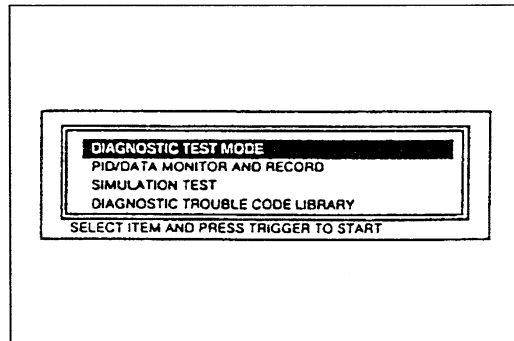 DIAGNOSTIC TEST MODE
PID/DATA MONITOR AND RECORD
SIMULATION TEST
DIAGNOSTIC TROUBLE CODE LIBRARY
SELECT ITEM AND PRESS TRIGGER TO START